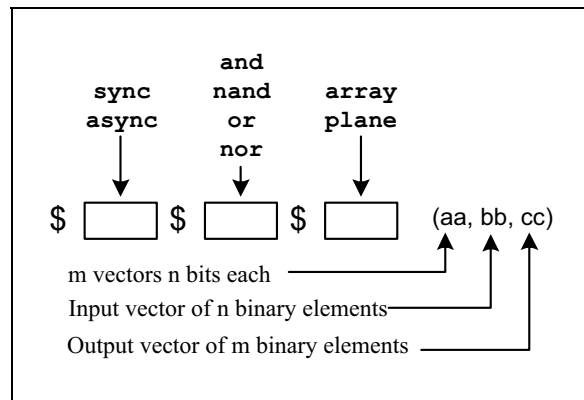 and
sync nand array
async or plane
nor
$ $ $ (aa, bb, cc)
m vectors n bits each
Input vector of n binary elements
Output vector of m binary elements